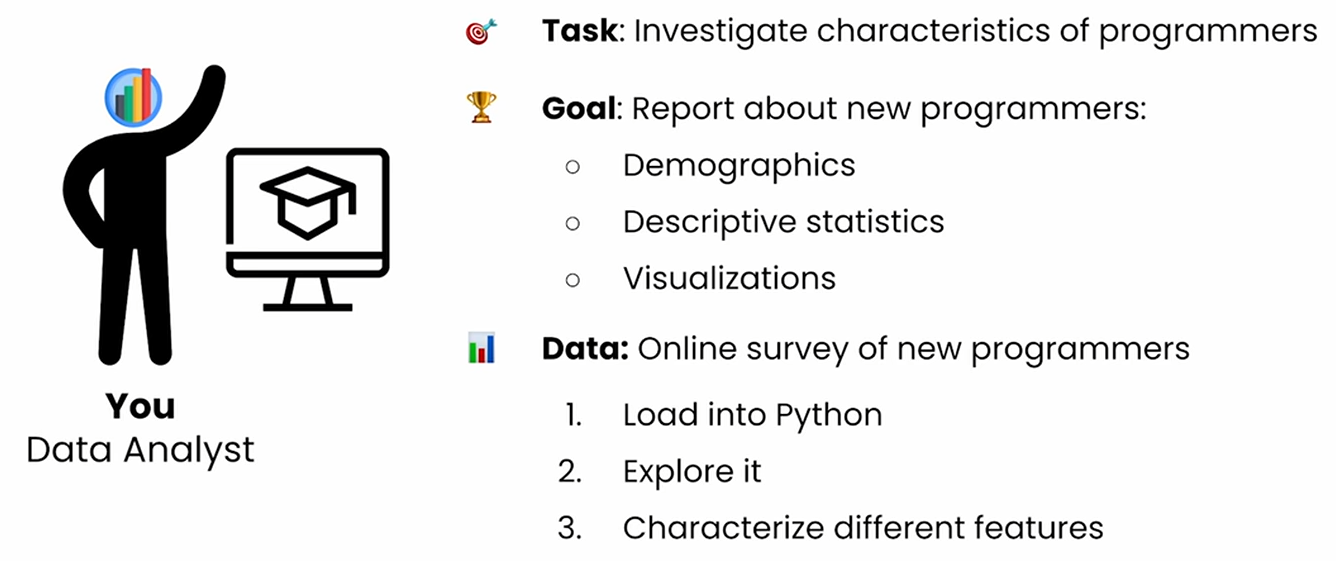 Task: Investigate characteristics of programmers
Goal: Report about new programmers:
○ Demographics
○ Descriptive statistics
○ Visualizations
Data: Online survey of new programmers
1. Load into Python
2. Explore it
3. Characterize different features
You
Data Analyst